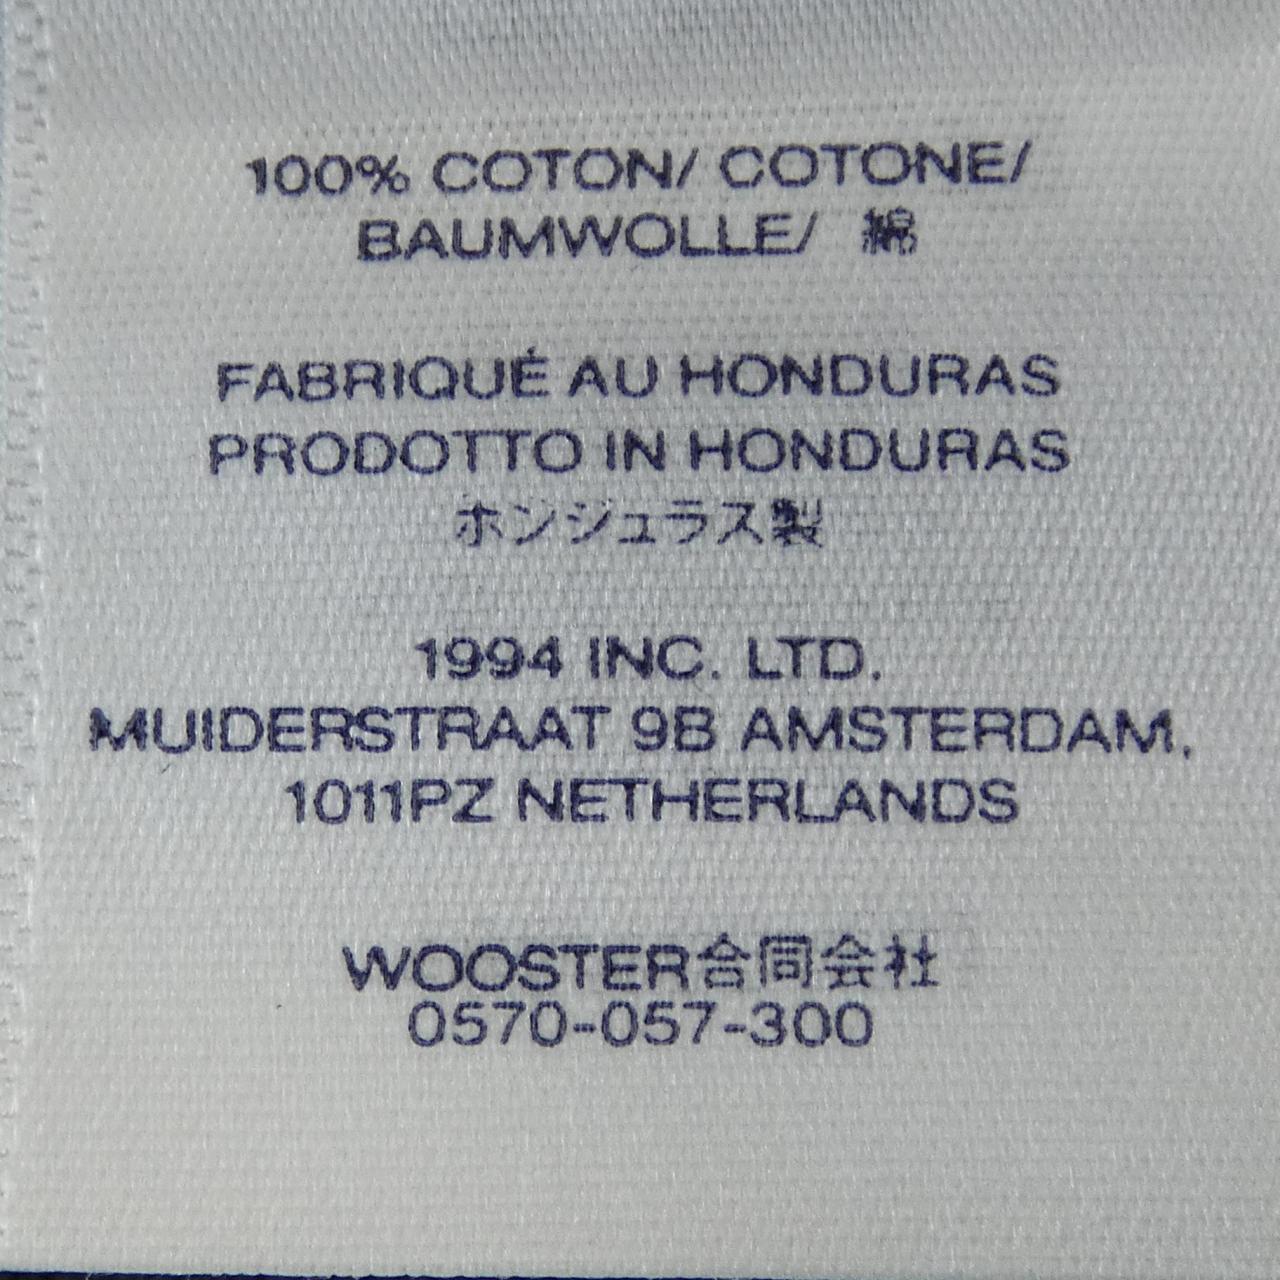 100% COTON/ COTONE/
BAUMWOLLE/ 綿
FABRIQUÉ AU HONDURAS
PRODOTTO IN HONDURAS
ホンジュラス製
1994 INC. LTD.
MUIDERSTRAAT 9B AMSTERDAM,
1011PZ NETHERLANDS
WOOSTER合同会社
0570-057-300